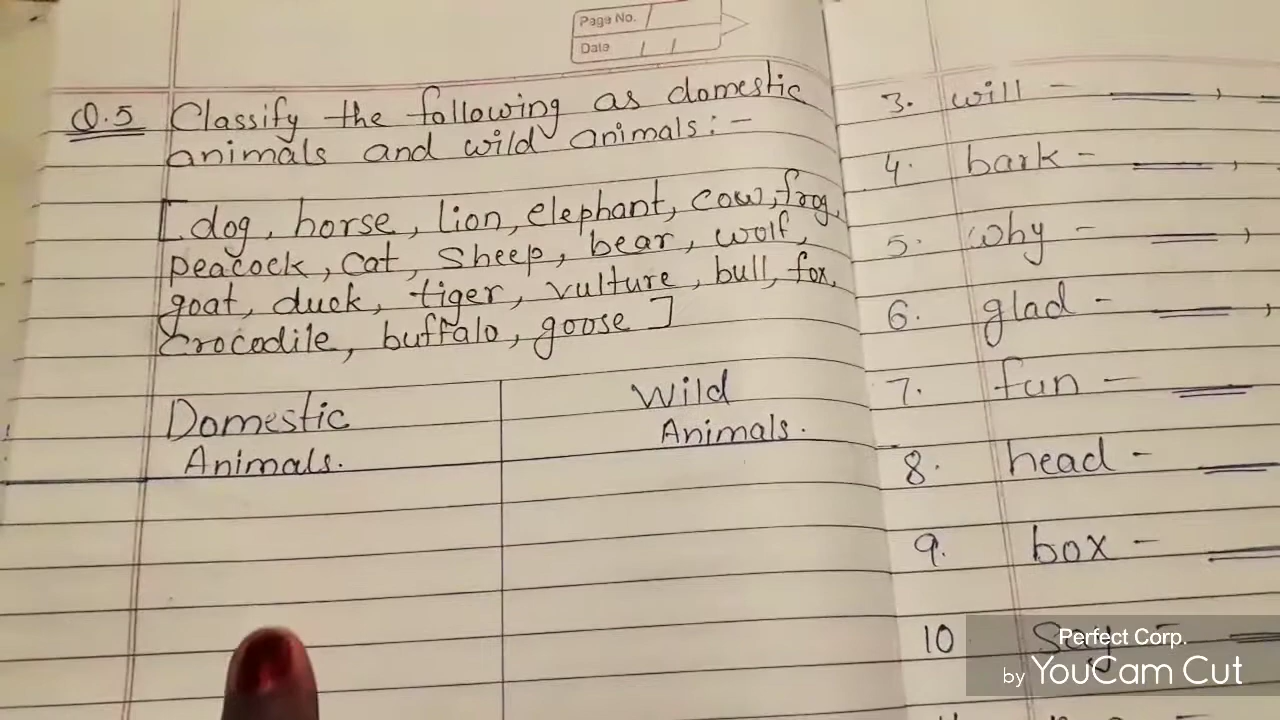 Page No.
Date
Q.5 Classify the following as domestic
animals and wild animals:-
[dog, horse, lion, elephant, cow, frog,
peacock, cat, sheep, bear, wolf,
goat, duck, tiger, vulture, bull, fox,
crocodile, buffalo, goose]
Domestic
Animals.
Wild
Animals.
3. will -
4. bark -
5. why -
6. glad -
7. fun -
8. head -
9. box -
10 say -
Perfect Corp.
by YouCam Cut